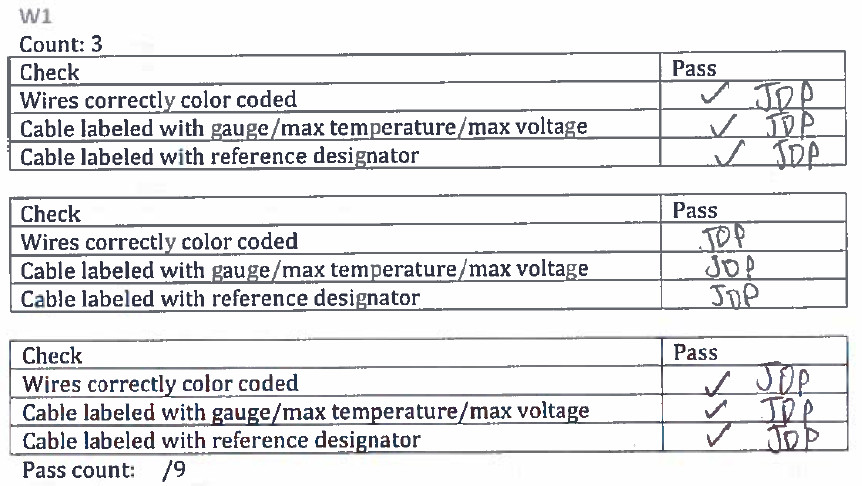 W1
Count: 3
Check Pass
Wires correctly color coded ✓ JDP
Cable labeled with gauge/max temperature/max voltage ✓ JDP
Cable labeled with reference designator ✓ JDP
Check Pass
Wires correctly color coded JDP
Cable labeled with gauge/max temperature/max voltage JDP
Cable labeled with reference designator JDP
Check Pass
Wires correctly color coded ✓ JDP
Cable labeled with gauge/max temperature/max voltage ✓ JDP
Cable labeled with reference designator ✓ JDP
Pass count: /9